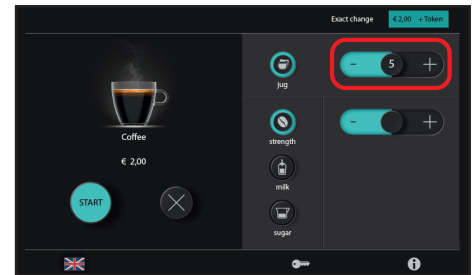 Exact change
€ 2,00 + Token
- 5 +
jug
Coffee
€ 2,00
- +
strength
milk
START
sugar